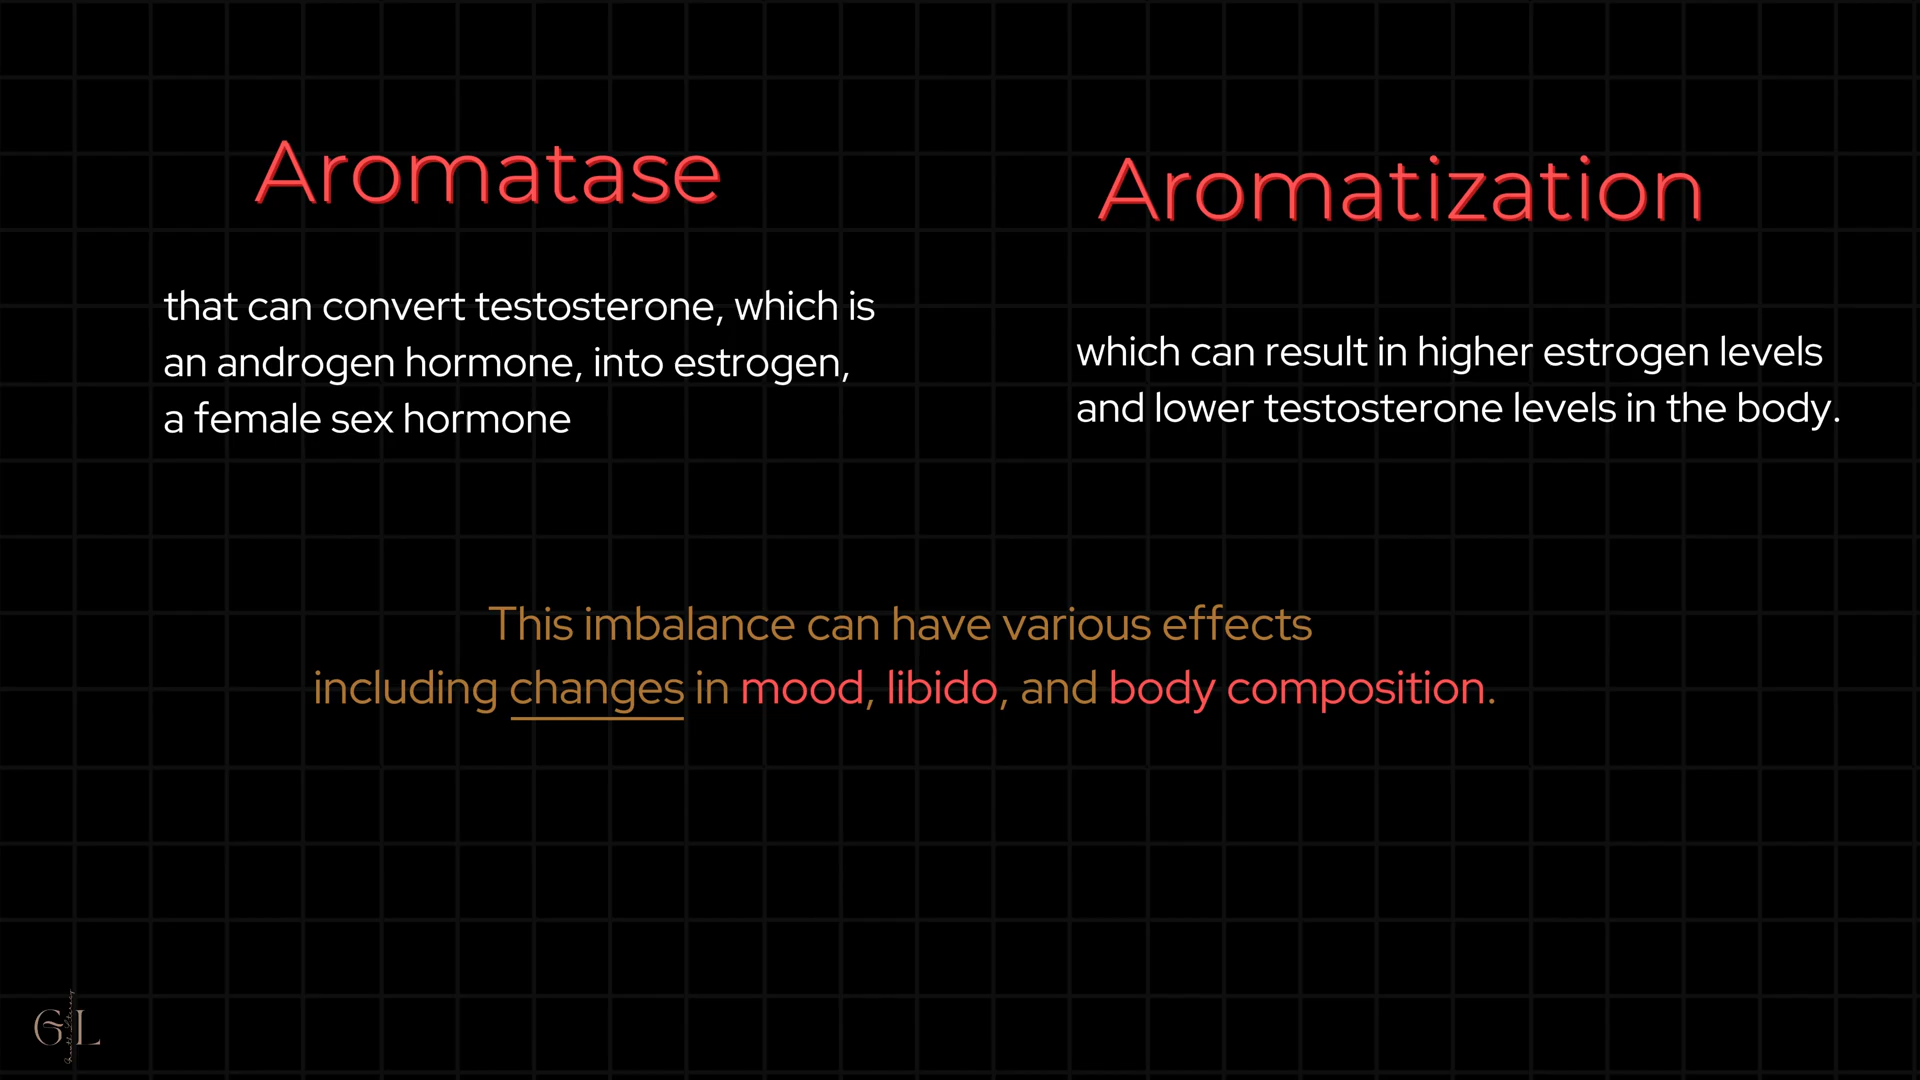 Aromatase
that can convert testosterone, which is
an androgen hormone, into estrogen,
a female sex hormone
Aromatization
which can result in higher estrogen levels
and lower testosterone levels in the body.
This imbalance can have various effects
including changes in mood, libido, and body composition.
GL